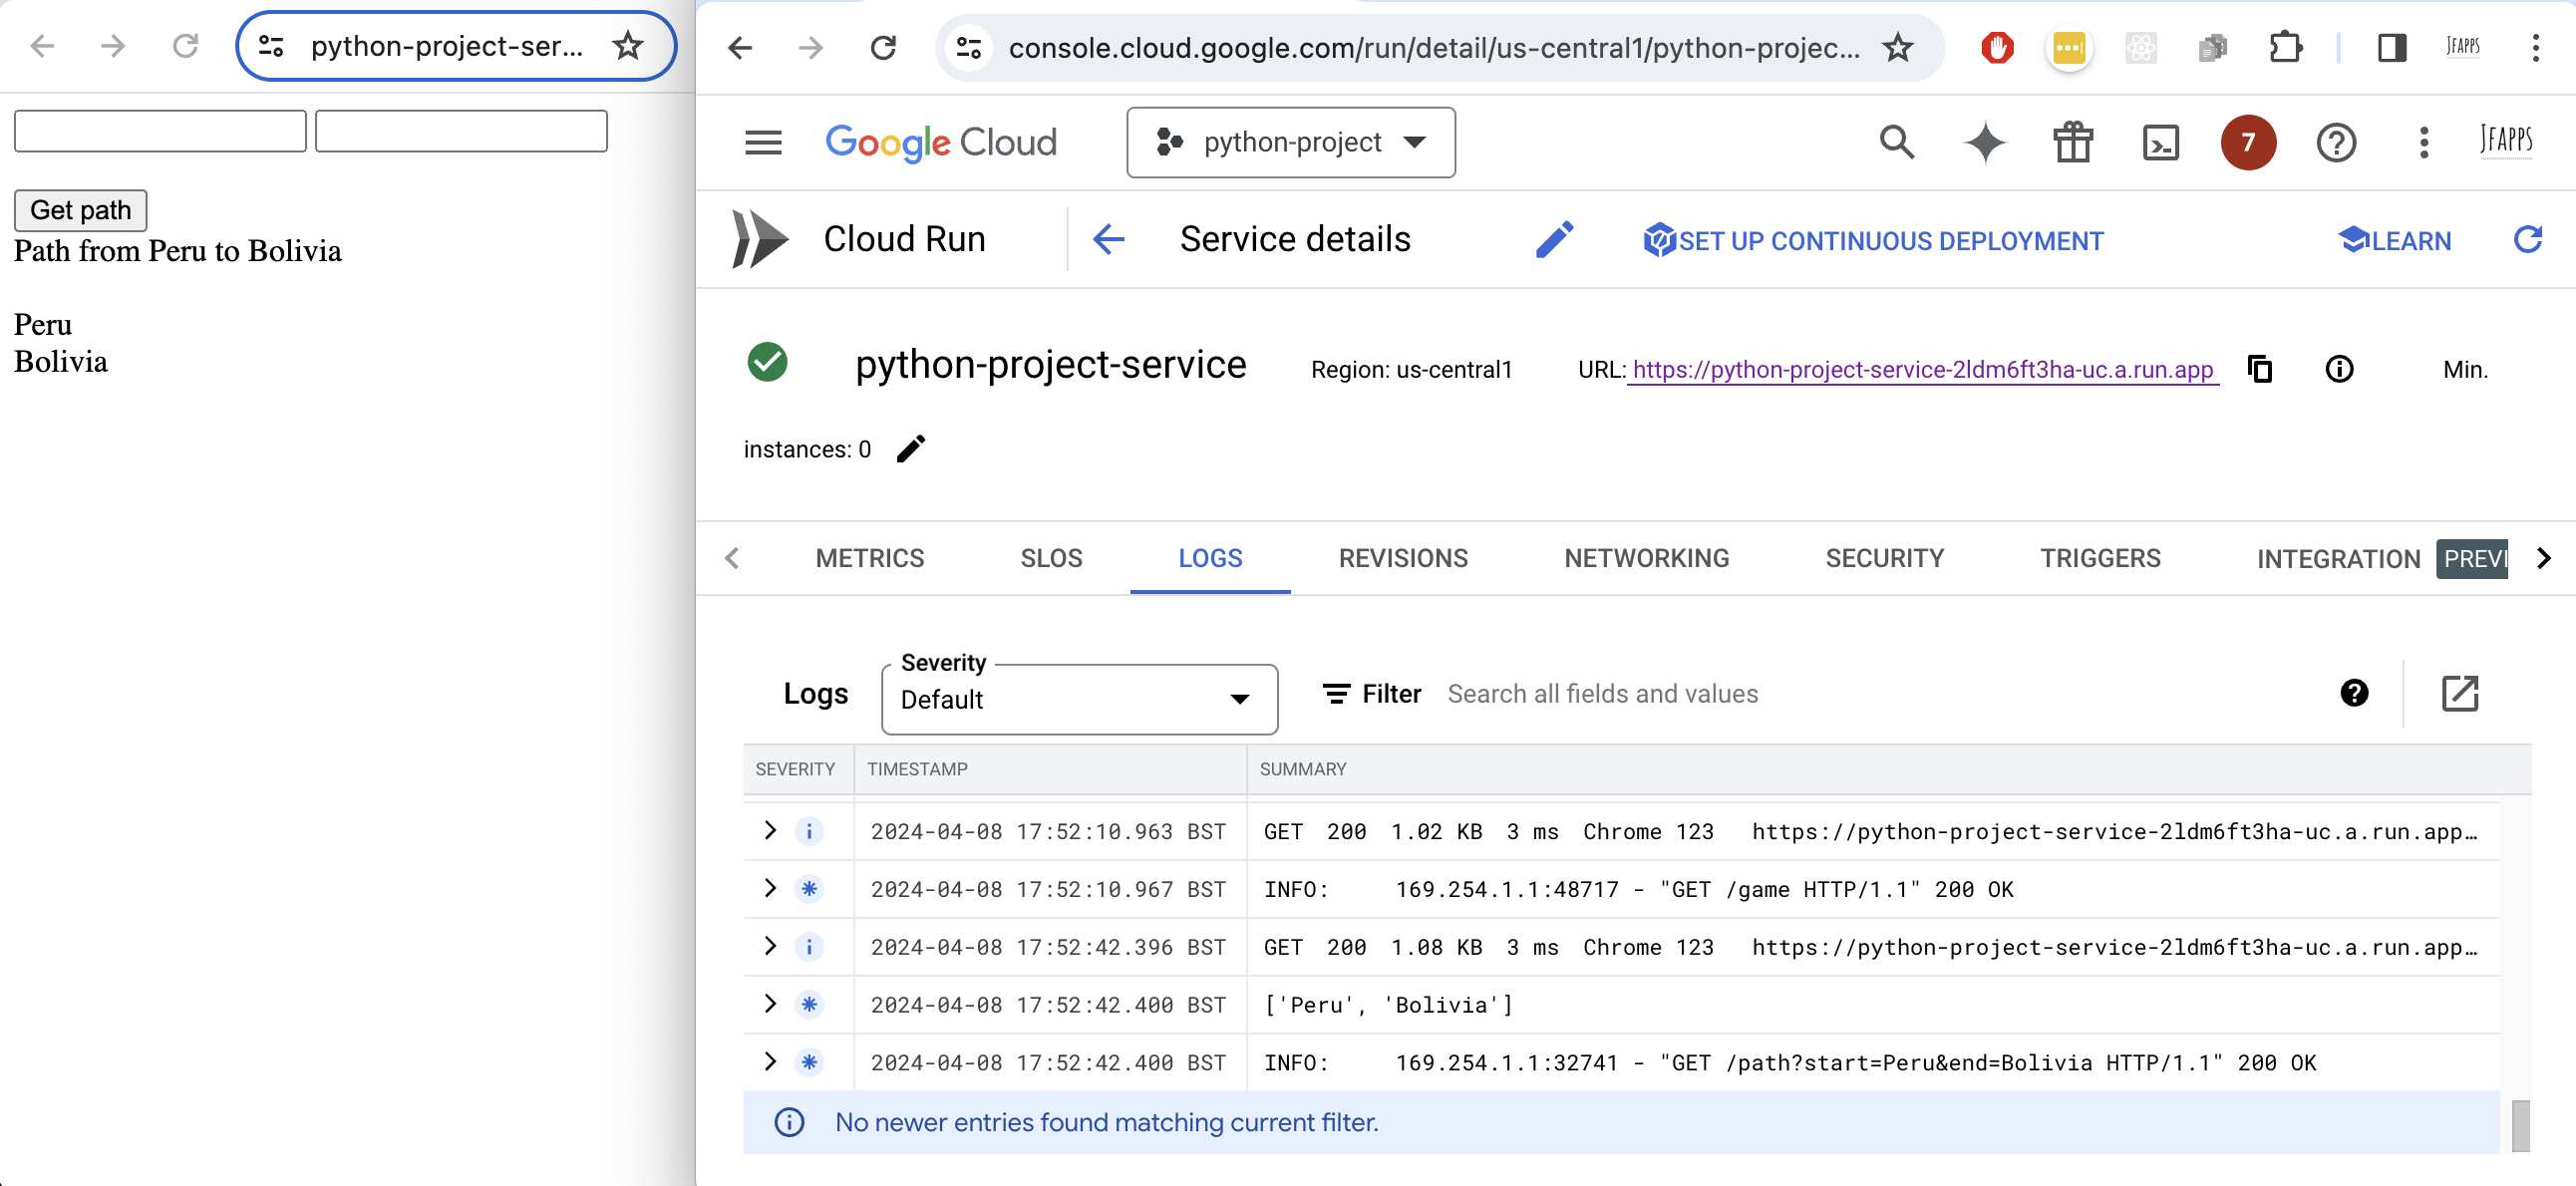 python-project-ser...
Get path
Path from Peru to Bolivia
Peru
Bolivia
console.cloud.google.com/run/detail/us-central1/python-projec...
JFAPPS
Google Cloud
python-project
7
JFAPPS
Cloud Run
Service details
SET UP CONTINUOUS DEPLOYMENT
LEARN
python-project-service
Region: us-central1
URL: https://python-project-service-2ldm6ft3ha-uc.a.run.app
Min.
instances: 0
METRICS
SLOS
LOGS
REVISIONS
NETWORKING
SECURITY
TRIGGERS
INTEGRATION
PREVI
Logs
Severity
Default
Filter
Search all fields and values
SEVERITY TIMESTAMP SUMMARY
2024-04-08 17:52:10.963 BST GET 200 1.02 KB 3 ms Chrome 123 https://python-project-service-2ldm6ft3ha-uc.a.run.app…
2024-04-08 17:52:10.967 BST INFO: 169.254.1.1:48717 - "GET /game HTTP/1.1" 200 OK
2024-04-08 17:52:42.396 BST GET 200 1.08 KB 3 ms Chrome 123 https://python-project-service-2ldm6ft3ha-uc.a.run.app…
2024-04-08 17:52:42.400 BST ['Peru', 'Bolivia']
2024-04-08 17:52:42.400 BST INFO: 169.254.1.1:32741 - "GET /path?start=Peru&end=Bolivia HTTP/1.1" 200 OK
No newer entries found matching current filter.